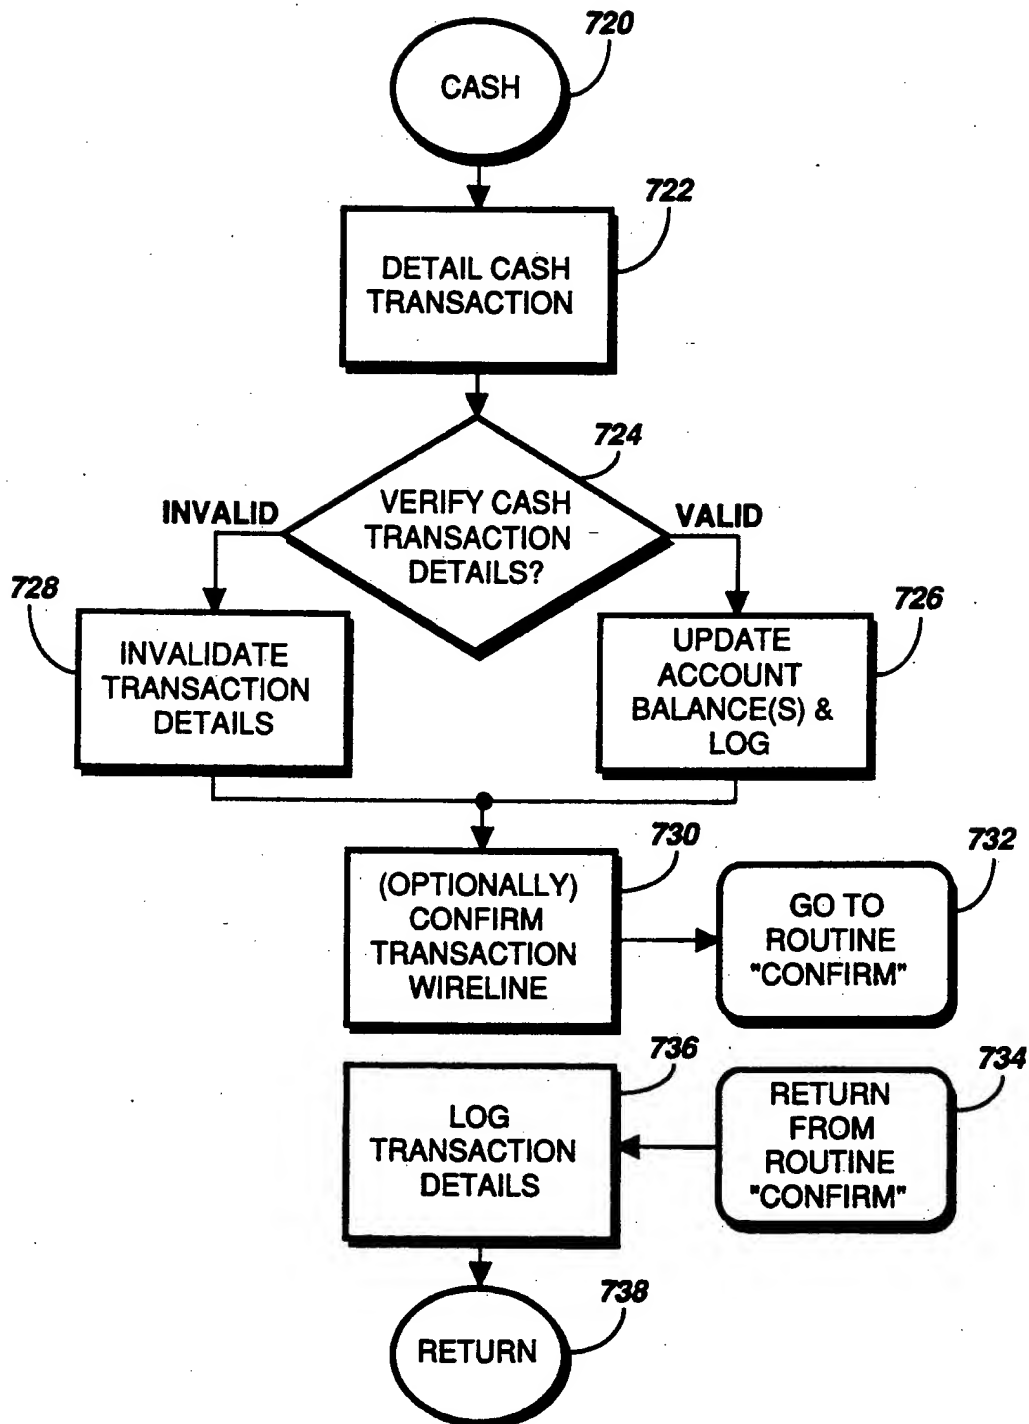 720
CASH
722
DETAIL CASH
TRANSACTION
724
VERIFY CASH
TRANSACTION
DETAILS?
INVALID
VALID
728
INVALIDATE
TRANSACTION
DETAILS
726
UPDATE
ACCOUNT
BALANCE(S) &
LOG
730
(OPTIONALLY)
CONFIRM
TRANSACTION
WIRELINE
732
GO TO
ROUTINE
"CONFIRM"
736
LOG
TRANSACTION
DETAILS
734
RETURN
FROM
ROUTINE
"CONFIRM"
738
RETURN